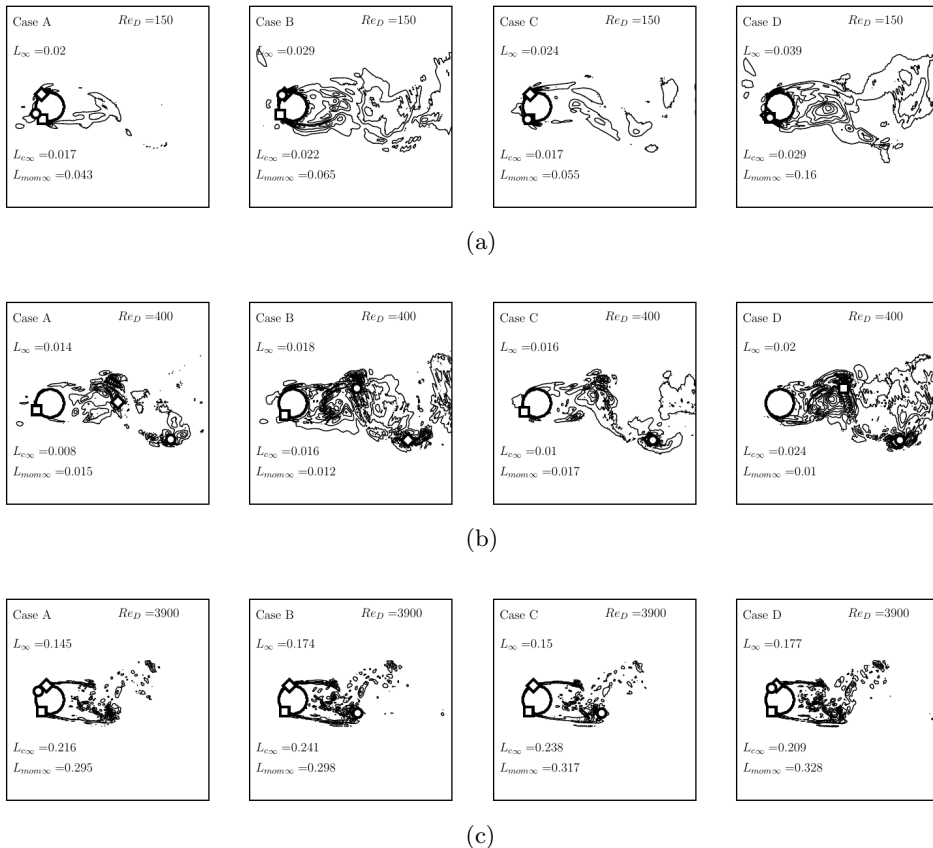 Case A Re_D =150
L_∞ =0.02
L_c∞ =0.017
L_mom∞ =0.043
Case B Re_D =150
L_∞ =0.029
L_c∞ =0.022
L_mom∞ =0.065
Case C Re_D =150
L_∞ =0.024
L_c∞ =0.017
L_mom∞ =0.055
Case D Re_D =150
L_∞ =0.039
L_c∞ =0.029
L_mom∞ =0.16
(a)
Case A Re_D =400
L_∞ =0.014
L_c∞ =0.008
L_mom∞ =0.015
Case B Re_D =400
L_∞ =0.018
L_c∞ =0.016
L_mom∞ =0.012
Case C Re_D =400
L_∞ =0.016
L_c∞ =0.01
L_mom∞ =0.017
Case D Re_D =400
L_∞ =0.02
L_c∞ =0.024
L_mom∞ =0.01
(b)
Case A Re_D =3900
L_∞ =0.145
L_c∞ =0.216
L_mom∞ =0.295
Case B Re_D =3900
L_∞ =0.174
L_c∞ =0.241
L_mom∞ =0.298
Case C Re_D =3900
L_∞ =0.15
L_c∞ =0.238
L_mom∞ =0.317
Case D Re_D =3900
L_∞ =0.177
L_c∞ =0.209
L_mom∞ =0.328
(c)